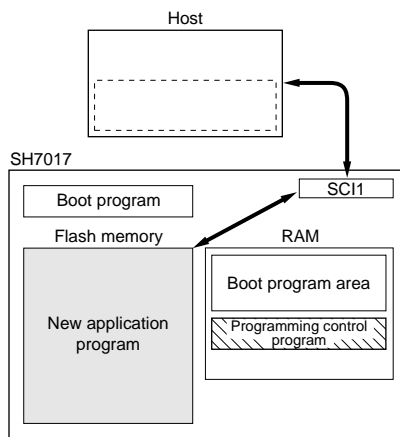 Host
SH7017
SCI1
Boot program
Flash memory
RAM
Boot program area
New application
program
Programming control
program